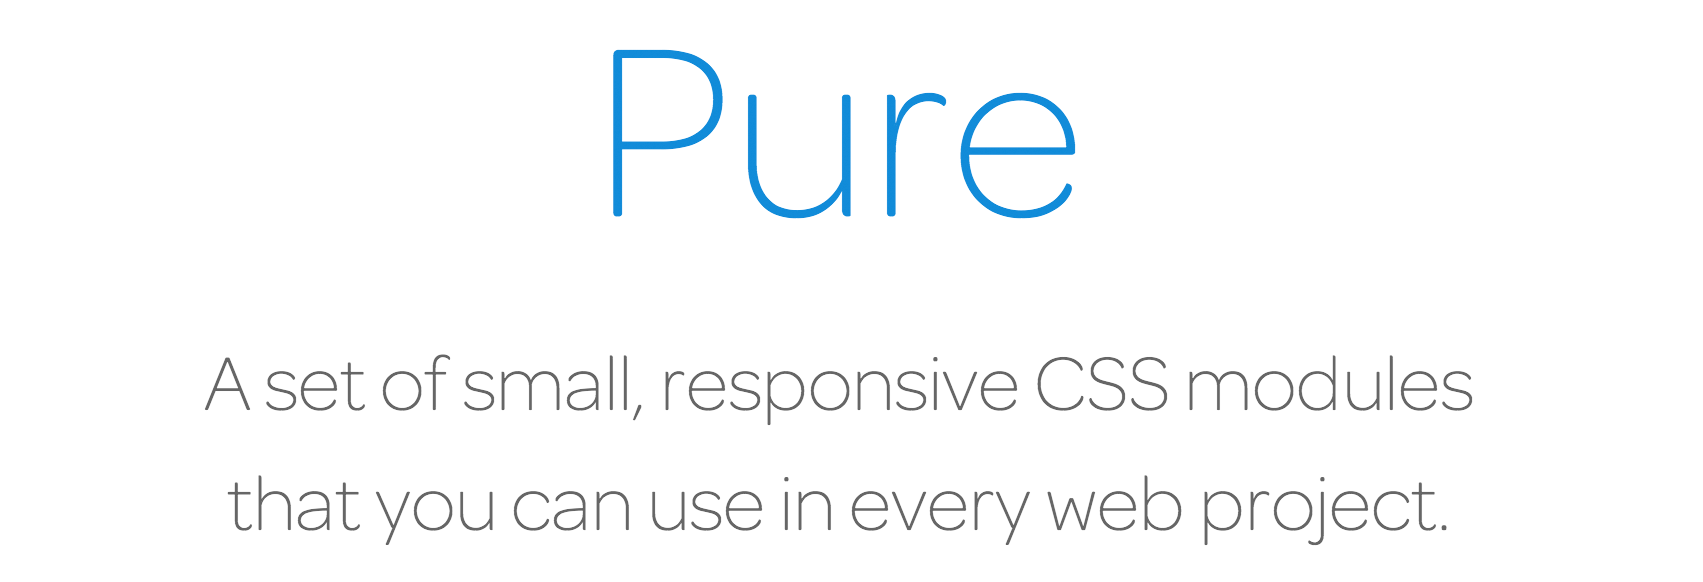 Pure
A set of small, responsive CSS modules
that you can use in every web project.